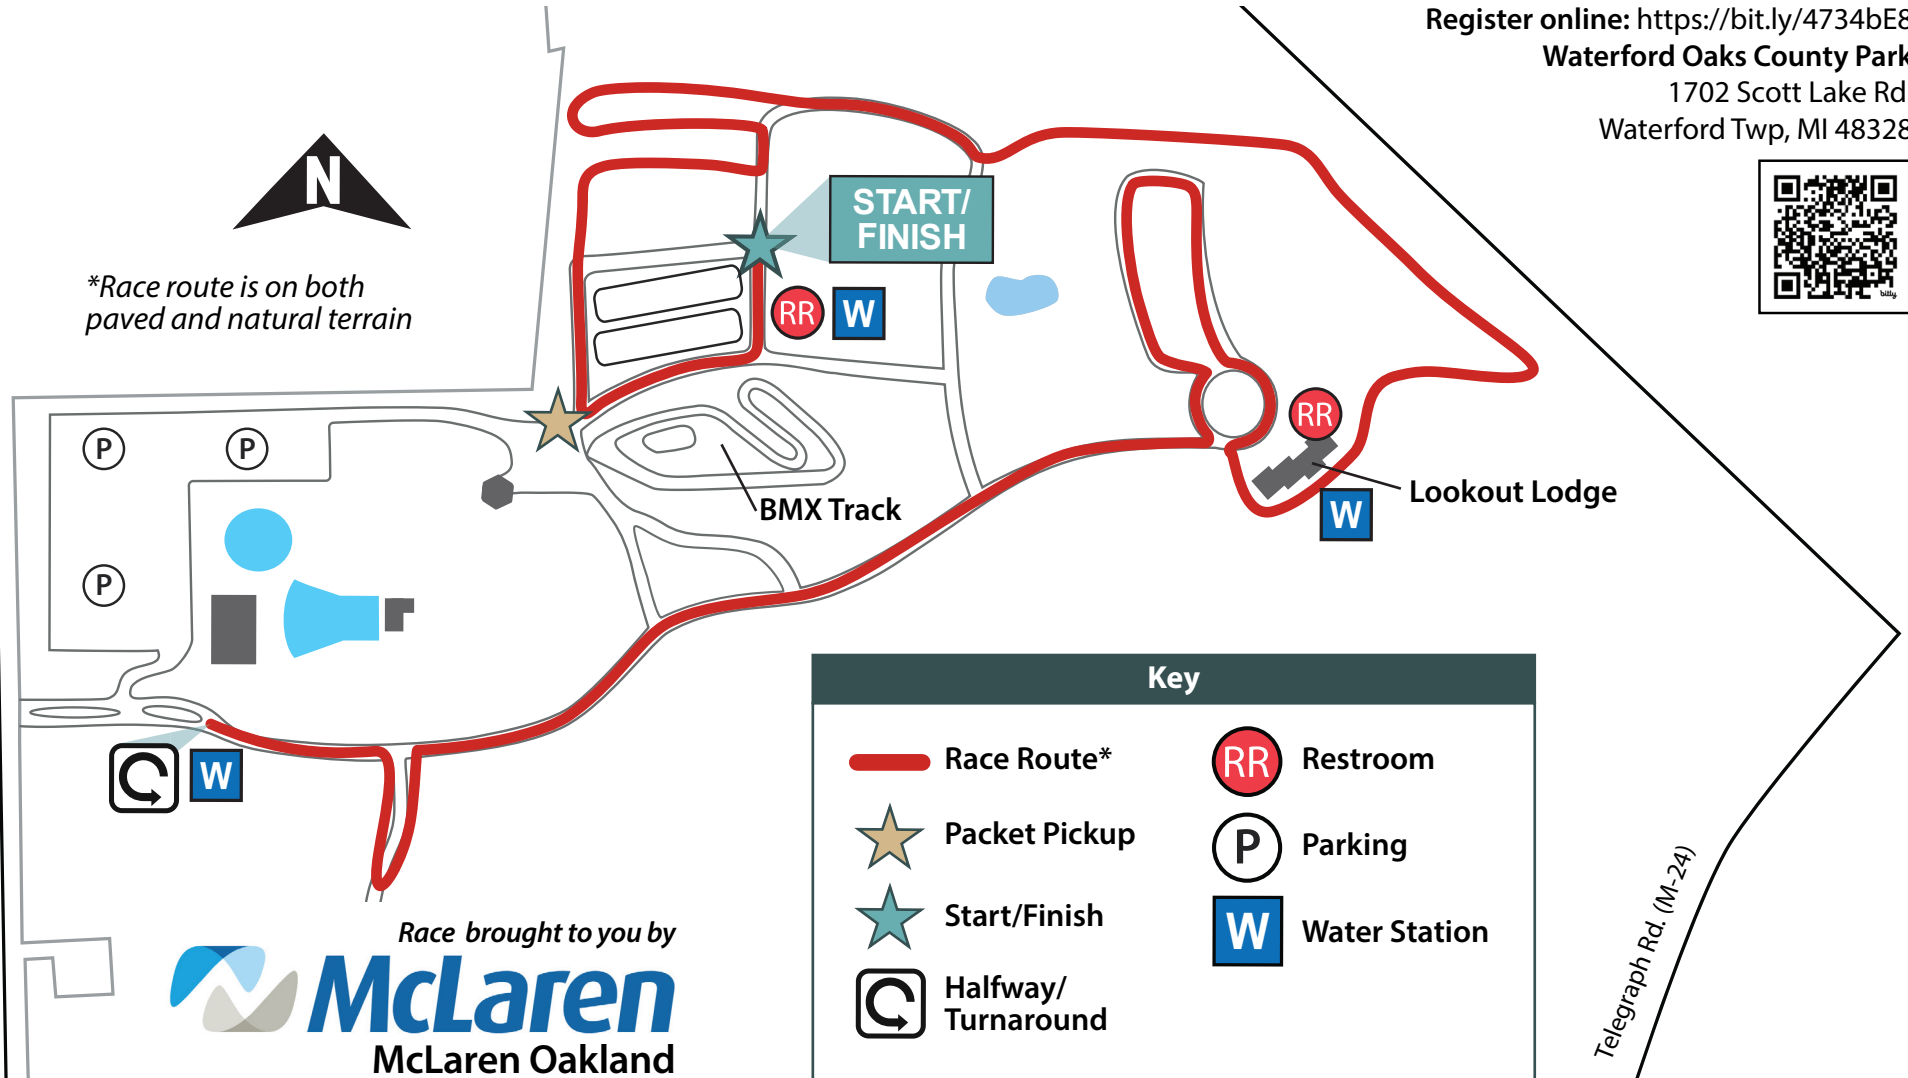 Register online: https://bit.ly/4734bE8
Waterford Oaks County Park
1702 Scott Lake Rd
Waterford Twp, MI 48328
bitly
N
*Race route is on both
paved and natural terrain
START/
FINISH
RR
W
P
P
P
BMX Track
RR
Lookout Lodge
W
W
Key
Race Route*
RR
Restroom
Packet Pickup
P
Parking
Start/Finish
W
Water Station
Halfway/
Turnaround
Telegraph Rd. (M-24)
Race brought to you by
McLaren
McLaren Oakland